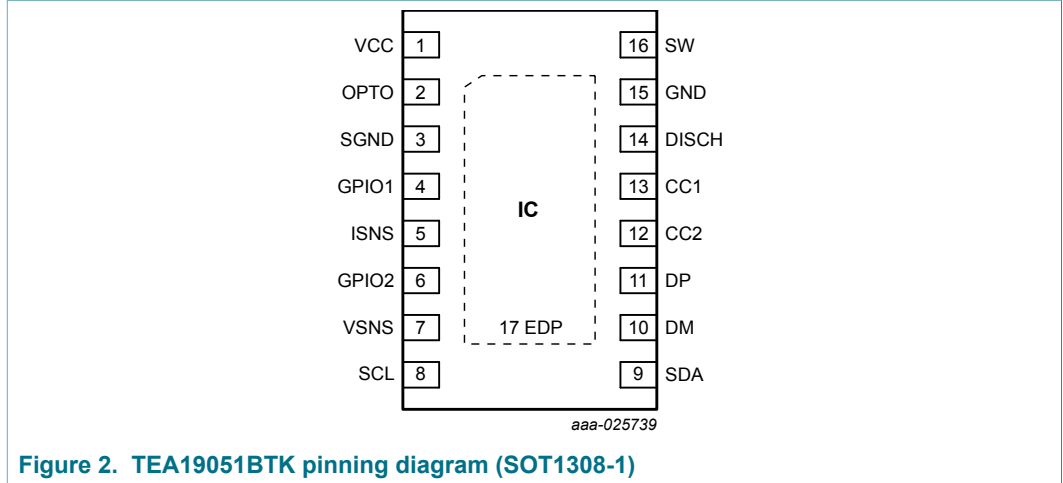 VCC 1 16 SW
OPTO 2 15 GND
SGND 3 14 DISCH
GPIO1 4 13 CC1
IC
ISNS 5 12 CC2
GPIO2 6 11 DP
VSNS 7 17 EDP 10 DM
SCL 8 9 SDA
aaa-025739
Figure 2. TEA19051BTK pinning diagram (SOT1308-1)